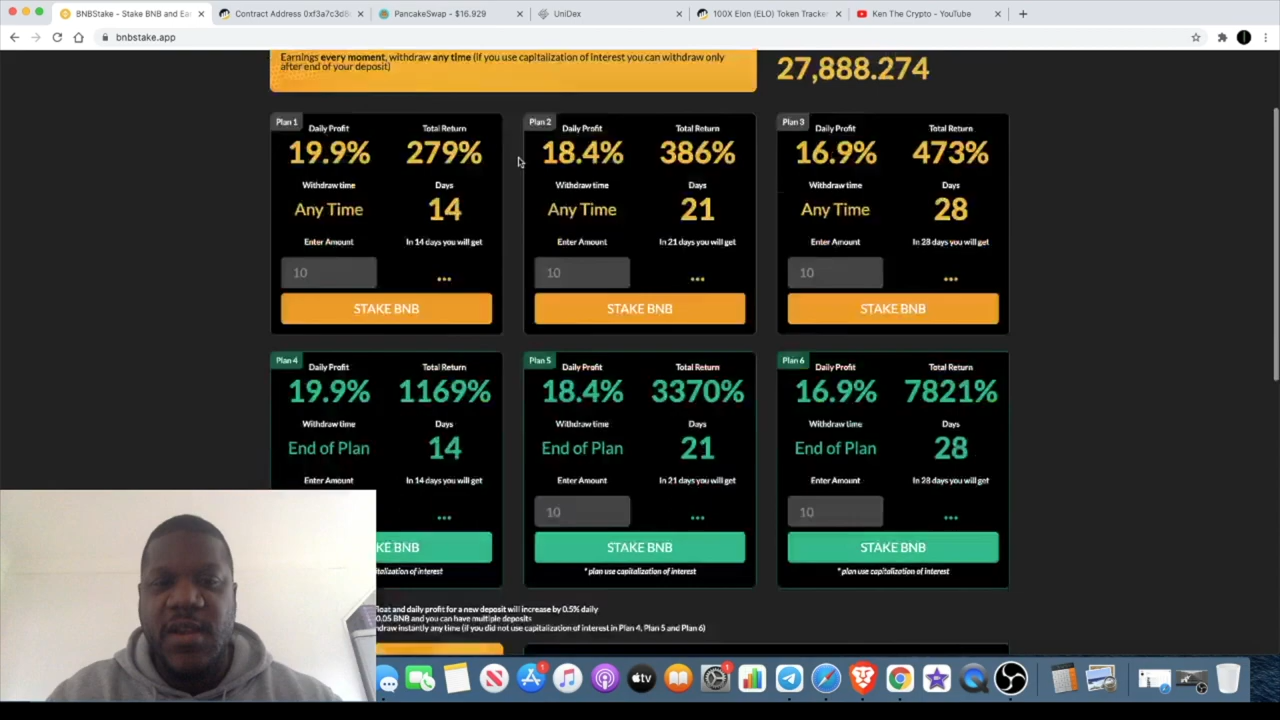 BNBStake - Stake BNB and Ea
Contract Address 0xf3a7c3d8
PancakeSwap - $16.929
UniDex
100X Elon (ELO) Token Tracker
Ken The Crypto - YouTube
bnbstake.app
Earnings every moment, withdraw any time (if you use capitalization of interest you can withdraw only
after end of your deposit)
27,888.274
Plan 1
Daily Profit
Total Return
19.9%
279%
Withdraw time
Days
Any Time
14
Enter Amount
In 14 days you will get
10
...
STAKE BNB
Plan 2
Daily Profit
Total Return
18.4%
386%
Withdraw time
Days
Any Time
21
Enter Amount
In 21 days you will get
10
...
STAKE BNB
Plan 3
Daily Profit
Total Return
16.9%
473%
Withdraw time
Days
Any Time
28
Enter Amount
In 28 days you will get
10
...
STAKE BNB
Plan 4
Daily Profit
Total Return
19.9%
1169%
Withdraw time
Days
End of Plan
14
Enter Amount
In 14 days you will get
...
KE BNB
italization of interest
Plan 5
Daily Profit
Total Return
18.4%
3370%
Withdraw time
Days
End of Plan
21
Enter Amount
In 21 days you will get
10
...
STAKE BNB
* plan use capitalization of interest
Plan 6
Daily Profit
Total Return
16.9%
7821%
Withdraw time
Days
End of Plan
28
Enter Amount
In 28 days you will get
10
...
STAKE BNB
* plan use capitalization of interest
float and daily profit for a new deposit will increase by 0.5% daily
0.05 BNB and you can have multiple deposits
draw instantly any time (if you did not use capitalization of interest in Plan 4, Plan 5 and Plan 6)
tv